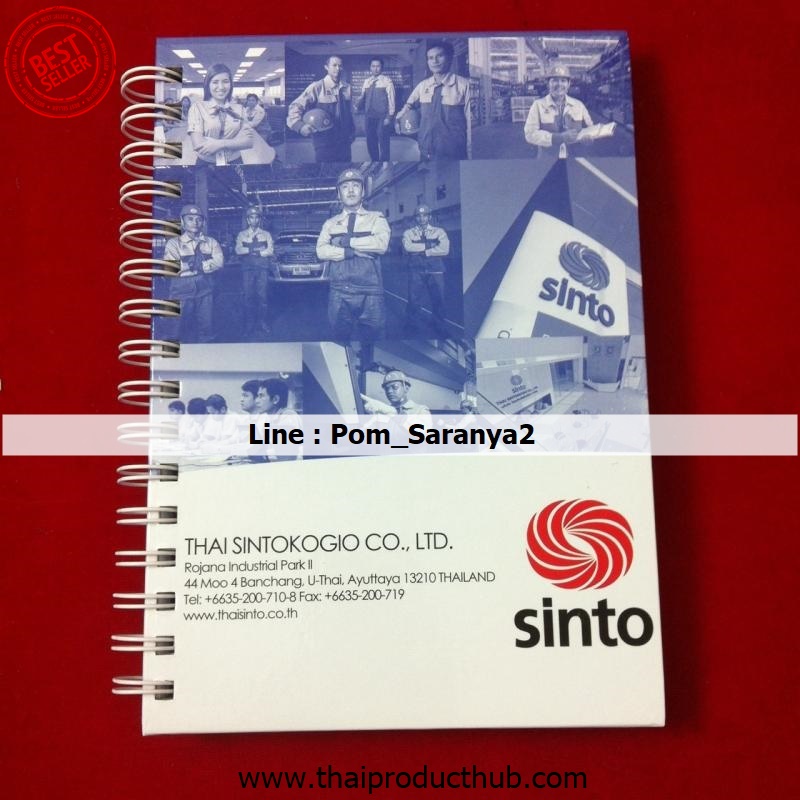 BEST
SELLER
sinto
sinto
Line : Pom_Saranya2
THAI SINTOKOGIO CO., LTD.
Rojana Industrial Park II
44 Moo 4 Banchang, U-Thai, Ayuttaya 13210 THAILAND
Tel: +6635-200-710-8 Fax: +6635-200-719
www.thaisinto.co.th
sinto
www.thaiproducthub.com